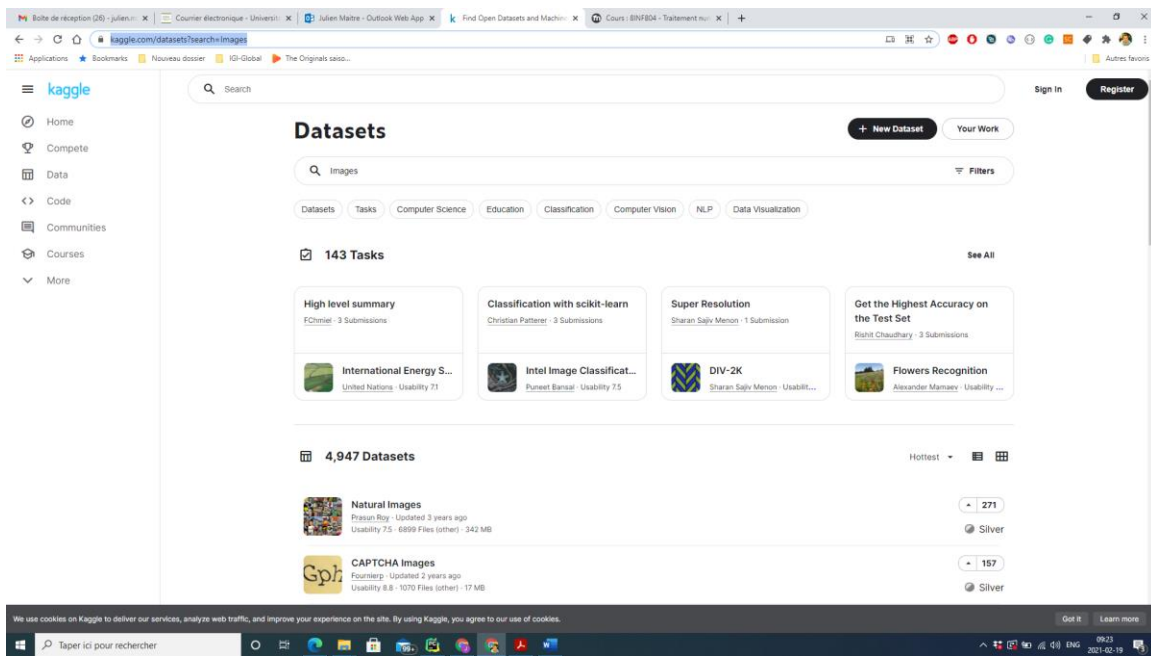 Boîte de réception (26) - julien.m
Courrier électronique - Universit
Julien Maitre - Outlook Web App
Find Open Datasets and Machine
Cours : 8INF804 - Traitement nu
kaggle.com/datasets?search=Images
Applications
Bookmarks
Nouveau dossier
IGI-Global
The Originals saiso...
Autres favoris
kaggle
Search
Sign In
Register
Home
Compete
Data
Code
Communities
Courses
More
Datasets
+ New Dataset
Your Work
Images
Filters
Datasets
Tasks
Computer Science
Education
Classification
Computer Vision
NLP
Data Visualization
143 Tasks
See All
High level summary
FChmiel · 3 Submissions
International Energy S...
United Nations · Usability 7.1
Classification with scikit-learn
Christian Patterer · 3 Submissions
Intel Image Classificat...
Puneet Bansal · Usability 7.5
Super Resolution
Sharan Sajiv Menon · 1 Submission
DIV-2K
Sharan Sajiv Menon · Usabilit...
Get the Highest Accuracy on
the Test Set
Rishit Chaudhary · 3 Submissions
Flowers Recognition
Alexander Mamaev · Usability ...
4,947 Datasets
Hottest
Natural Images
Prasun Roy · Updated 3 years ago
Usability 7.5 · 6899 Files (other) · 342 MB
271
Silver
CAPTCHA Images
Fournierp · Updated 2 years ago
Usability 8.8 · 1070 Files (other) · 17 MB
Gph
157
Silver
We use cookies on Kaggle to deliver our services, analyze web traffic, and improve your experience on the site. By using Kaggle, you agree to our use of cookies.
Got it
Learn more
Taper ici pour rechercher
99+
ENG
09:23
2021-02-19